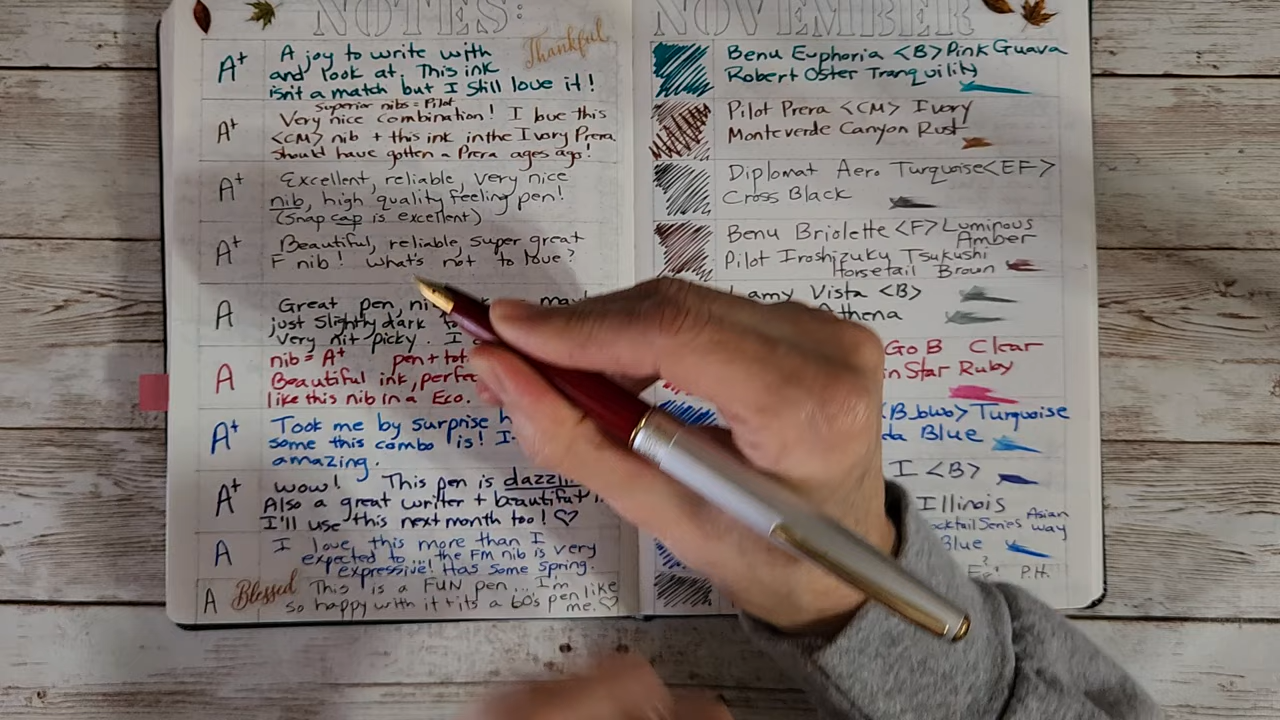 NOTES:
Thankful
A+ A joy to write with
and look at. This ink
isn't a match but I still love it!
superior nibs = Pilot
A+ Very nice combination! I love this
<CM> nib + this ink in the Ivory Prera
should have gotten a Prera ages ago!
A+ Excellent, reliable, very nice
nib, high quality feeling pen!
(Snap cap is excellent)
A+ Beautiful, reliable, super great
F nib! What's not to love?
A Great pen,
just slightly dark
very nit picky. I
A nib = A+ pen +
Beautiful ink,
like this nib in a Eco.
A+ Took me by surprise
some this combo is!
amazing.
A+ wow! This pen is
Also a great writer + beautiful
I'll use this next month too! ♡
A I love this more than I
expected to... the FM nib is very
expressive! Has some spring.
Blessed
A This is a FUN pen... I'm like
so happy with it + its a 60's pen like
me. ♡
NOVEMBER
Benu Euphoria <B> Pink Guava
Robert Oster Tranquility
Pilot Prera <CM> Ivory
Monteverde Canyon Rust
Diplomat Aero Turquoise <EF>
Cross Black
Benu Briolette <F> Luminous
Amber
Pilot Iroshizuky Tsukushi
Horsetail Brown
Lamy Vista <B>
Athena
Go B Clear
Star Ruby
Turquoise
Blue
I <B>
Illinois
Asian
Series way
Blue
P.H.